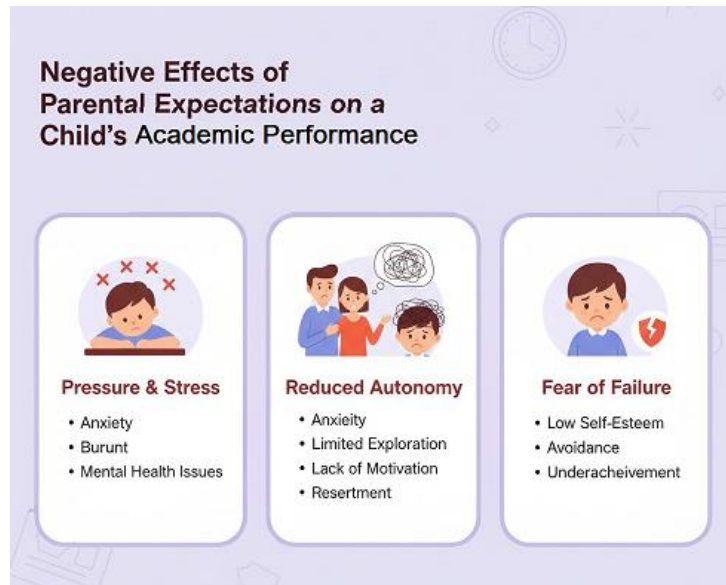 Negative Effects of
Parental Expectations on a
Child's Academic Performance
Pressure & Stress
• Anxiety
• Burunt
• Mental Health Issues
Reduced Autonomy
• Anxieity
• Limited Exploration
• Lack of Motivation
• Resertment
Fear of Failure
• Low Self-Esteem
• Avoidance
• Underacheivement